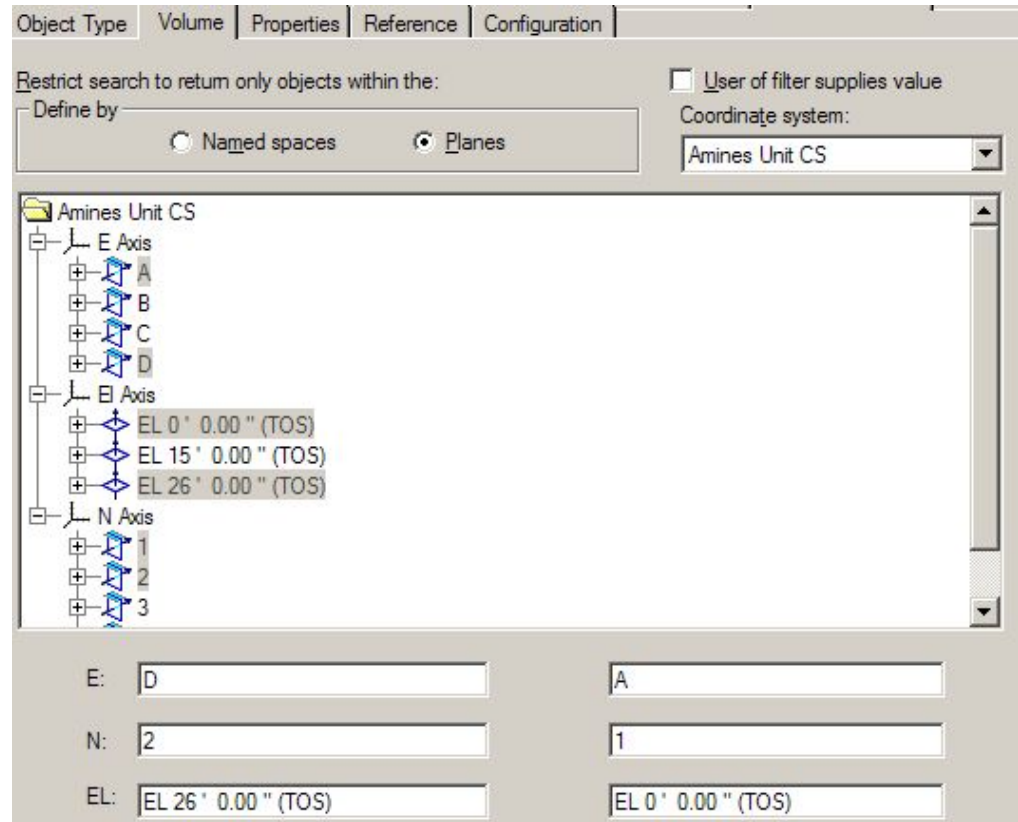 Object Type Volume Properties Reference Configuration
Restrict search to return only objects within the:
User of filter supplies value
Define by
Coordinate system:
Named spaces Planes
Amines Unit CS
Amines Unit CS
E Axis
A
B
C
D
El Axis
EL 0 ' 0.00 " (TOS)
EL 15 ' 0.00 " (TOS)
EL 26 ' 0.00 " (TOS)
N Axis
1
2
3
E: D A
N: 2 1
EL: EL 26 ' 0.00 " (TOS) EL 0 ' 0.00 " (TOS)